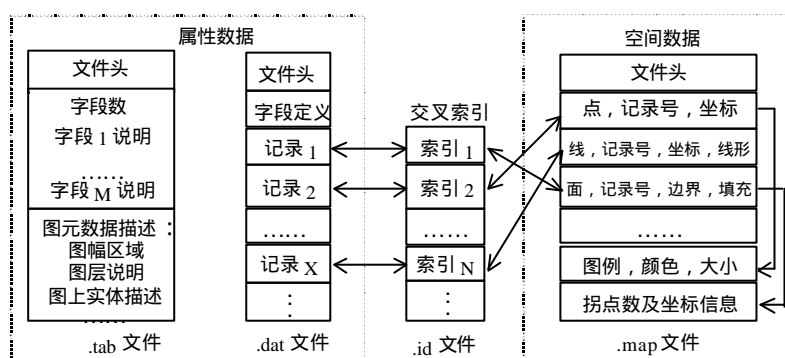 属性数据
文件头
字段数
字段 1 说明
……
字段 M 说明
图元数据描述：
图幅区域
图层说明
图上实体描述
……
.tab 文件
文件头
字段定义
记录 1
记录 2
……
记录 X
⋮
.dat 文件
交叉索引
索引 1
索引 2
……
索引 N
⋮
.id 文件
空间数据
文件头
点，记录号，坐标
线，记录号，坐标，线形
面，记录号，边界，填充
……
图例，颜色，大小
拐点数及坐标信息
.map 文件